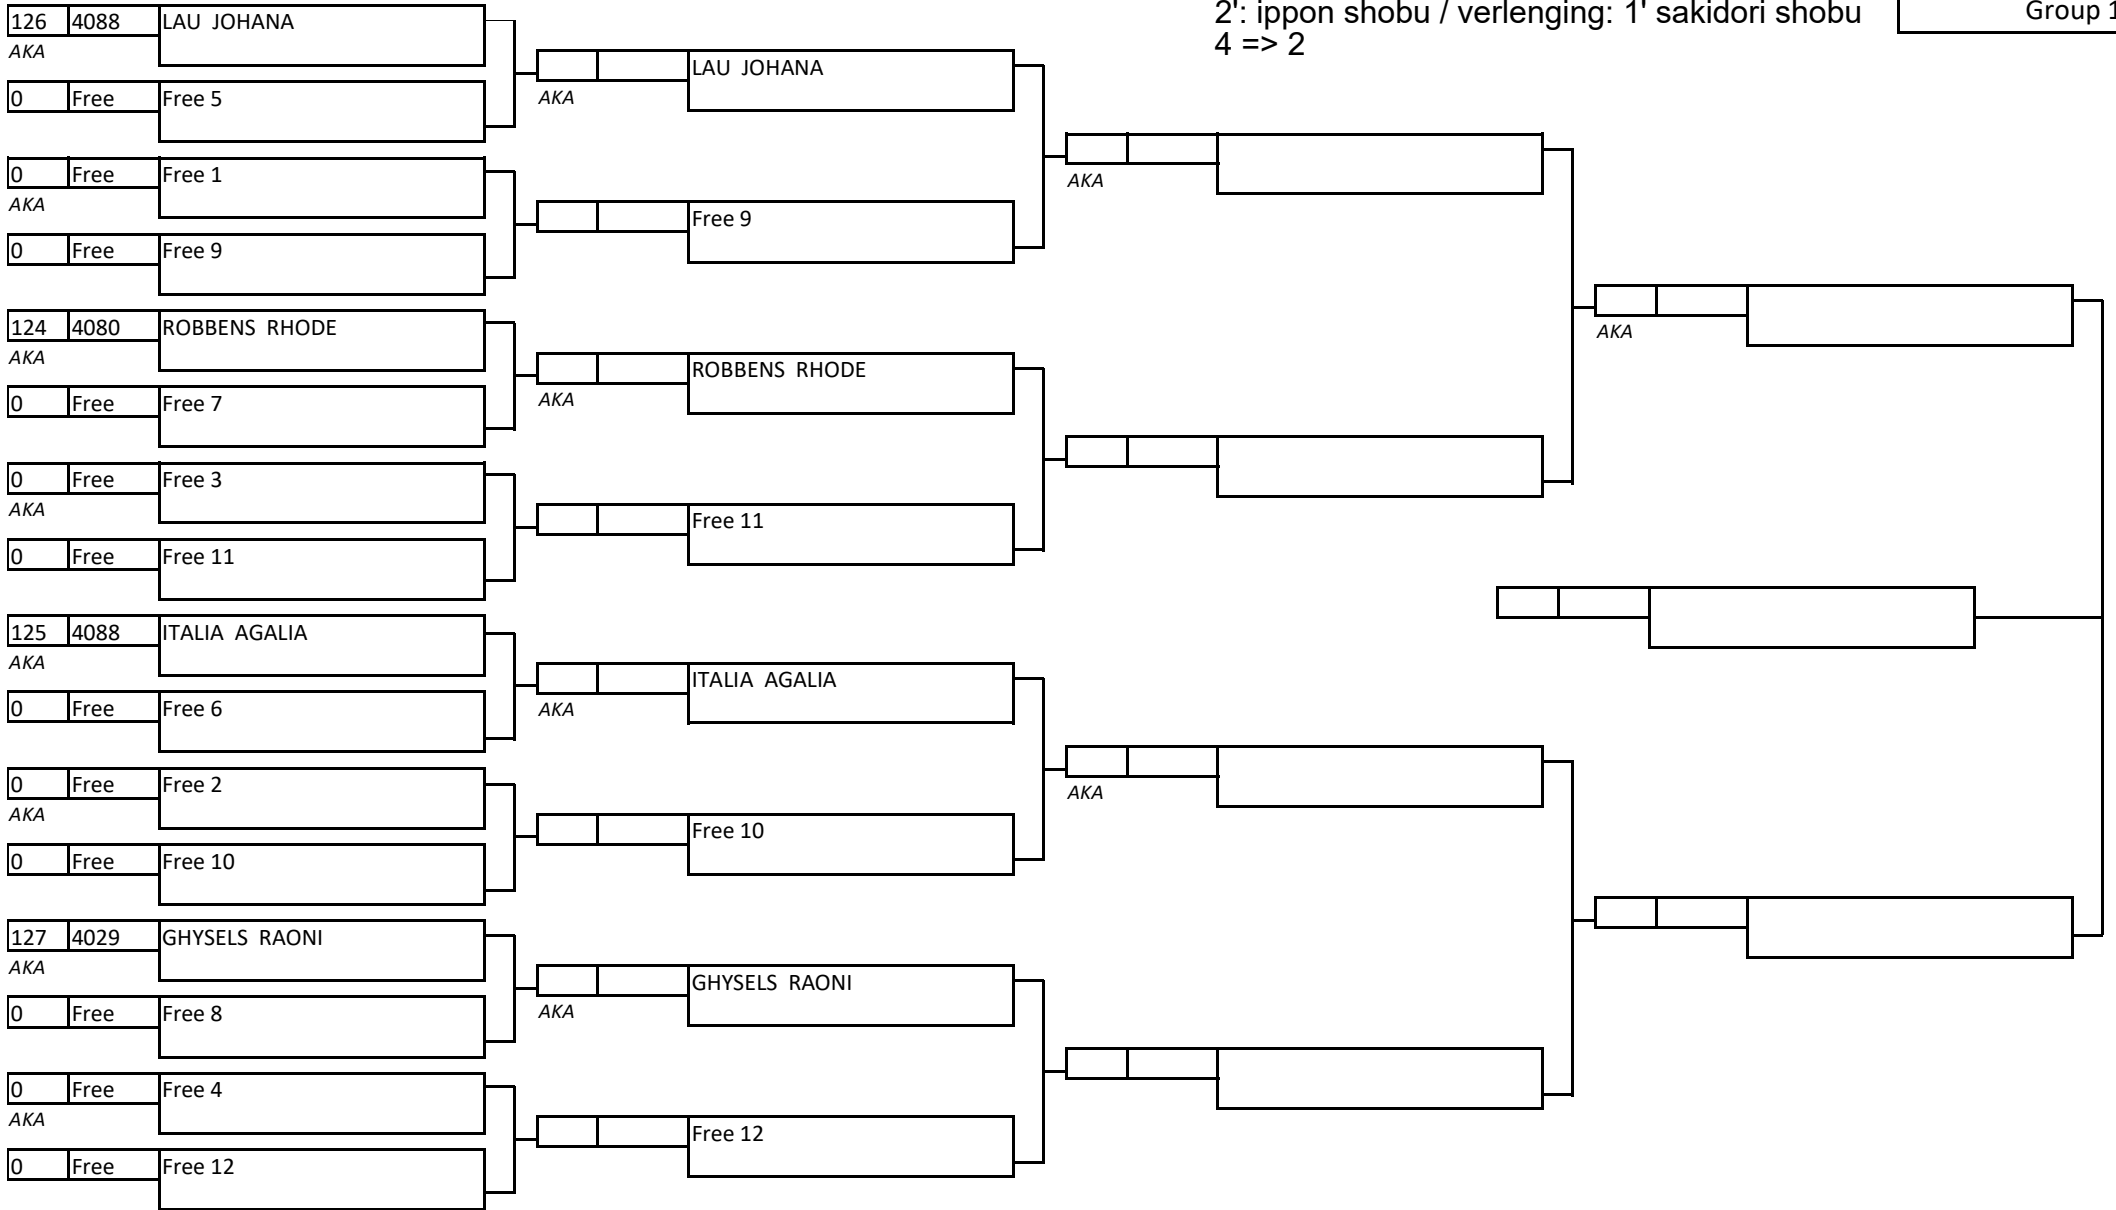 2': ippon shobu / verlenging: 1' sakidori shobu
Group 1
4 => 2
126 4088 LAU JOHANA
AKA
0 Free Free 5
0 Free Free 1
AKA
0 Free Free 9
124 4080 ROBBENS RHODE
AKA
0 Free Free 7
0 Free Free 3
AKA
0 Free Free 11
125 4088 ITALIA AGALIA
AKA
0 Free Free 6
0 Free Free 2
AKA
0 Free Free 10
127 4029 GHYSELS RAONI
AKA
0 Free Free 8
0 Free Free 4
AKA
0 Free Free 12
LAU JOHANA
AKA
Free 9
ROBBENS RHODE
AKA
Free 11
ITALIA AGALIA
AKA
Free 10
GHYSELS RAONI
AKA
Free 12
AKA
AKA
AKA